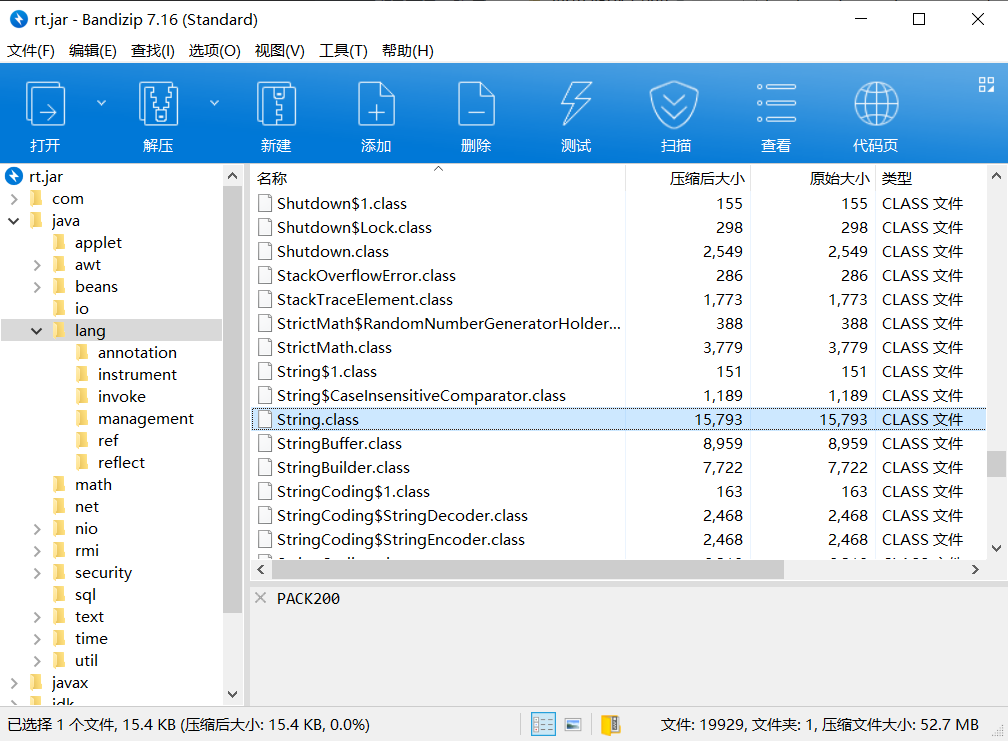 rt.jar - Bandizip 7.16 (Standard)
文件(F) 编辑(E) 查找(I) 选项(O) 视图(V) 工具(T) 帮助(H)
打开 解压 新建 添加 删除 测试 扫描 查看 代码页
rt.jar
com
java
applet
awt
beans
io
lang
annotation
instrument
invoke
management
ref
reflect
math
net
nio
rmi
security
sql
text
time
util
javax
jdk
名称 压缩后大小 原始大小 类型
Shutdown$1.class 155 155 CLASS 文件
Shutdown$Lock.class 298 298 CLASS 文件
Shutdown.class 2,549 2,549 CLASS 文件
StackOverflowError.class 286 286 CLASS 文件
StackTraceElement.class 1,773 1,773 CLASS 文件
StrictMath$RandomNumberGeneratorHolder... 388 388 CLASS 文件
StrictMath.class 3,779 3,779 CLASS 文件
String$1.class 151 151 CLASS 文件
String$CaseInsensitiveComparator.class 1,189 1,189 CLASS 文件
String.class 15,793 15,793 CLASS 文件
StringBuffer.class 8,959 8,959 CLASS 文件
StringBuilder.class 7,722 7,722 CLASS 文件
StringCoding$1.class 163 163 CLASS 文件
StringCoding$StringDecoder.class 2,468 2,468 CLASS 文件
StringCoding$StringEncoder.class 2,468 2,468 CLASS 文件
PACK200
已选择 1 个文件, 15.4 KB (压缩后大小: 15.4 KB, 0.0%)
文件: 19929, 文件夹: 1, 压缩文件大小: 52.7 MB